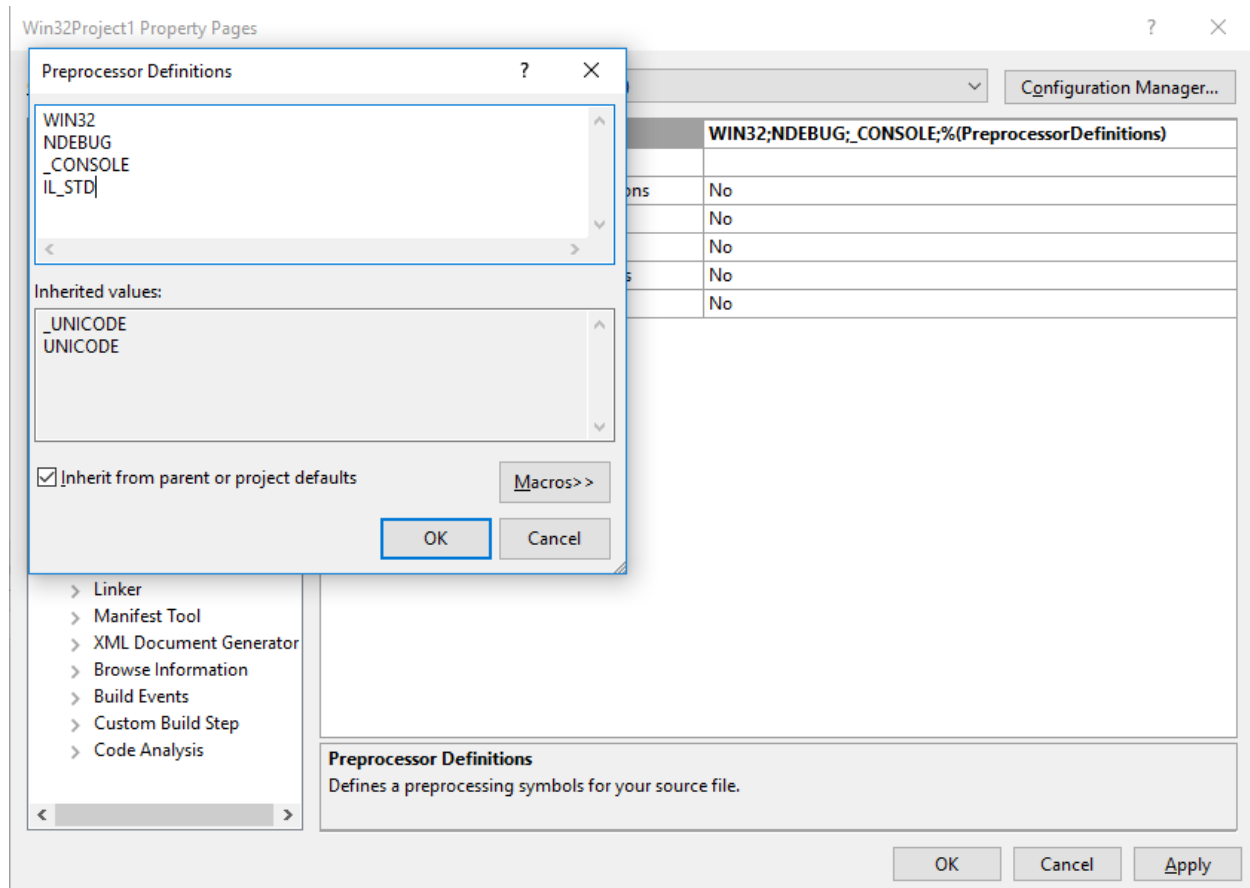 Win32Project1 Property Pages
?
Preprocessor Definitions
?
Configuration Manager...
WIN32
NDEBUG
_CONSOLE
IL_STD
WIN32;NDEBUG;_CONSOLE;%(PreprocessorDefinitions)
No
No
No
No
No
Inherited values:
_UNICODE
UNICODE
Inherit from parent or project defaults
Macros>>
OK
Cancel
Linker
Manifest Tool
XML Document Generator
Browse Information
Build Events
Custom Build Step
Code Analysis
Preprocessor Definitions
Defines a preprocessing symbols for your source file.
OK
Cancel
Apply